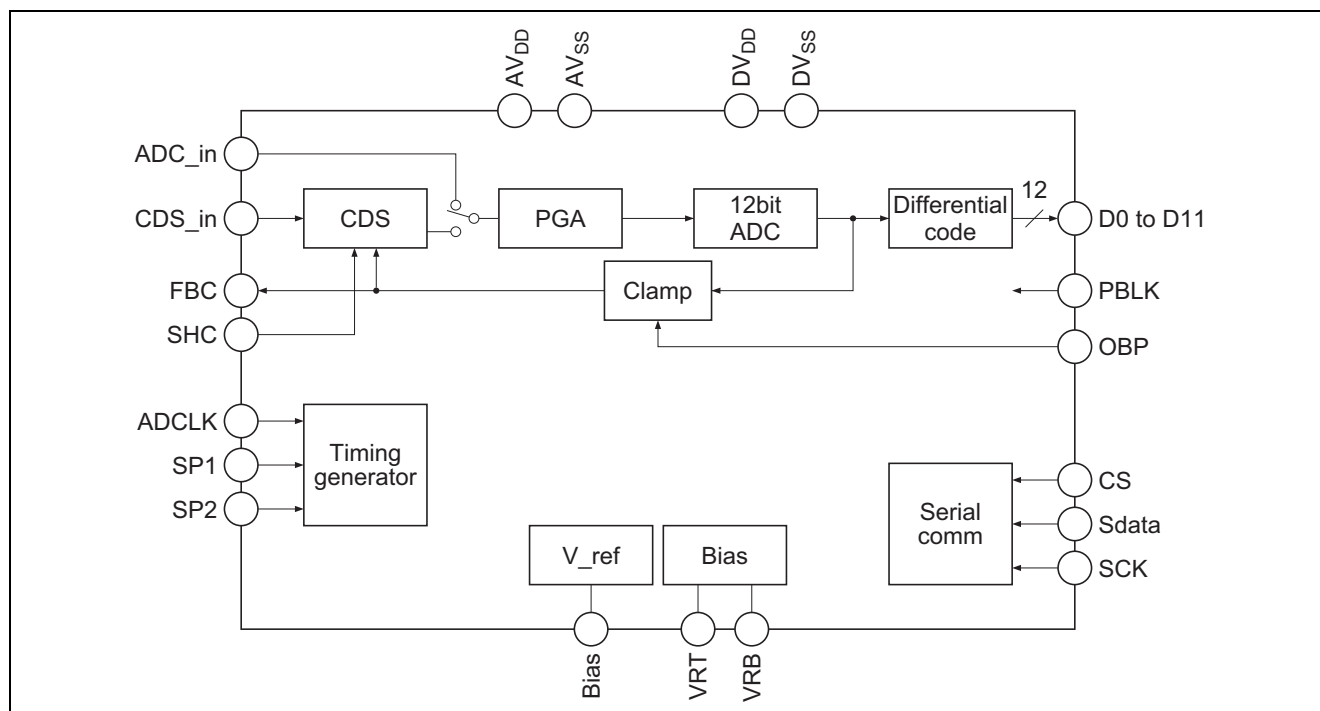 AVDD
AVSS
DVDD
DVSS
ADC_in
CDS_in
CDS
PGA
12bit
ADC
Differential
code
12
D0 to D11
FBC
Clamp
PBLK
SHC
OBP
ADCLK
SP1
SP2
Timing
generator
CS
Sdata
SCK
Serial
comm
V_ref
Bias
Bias
VRT
VRB